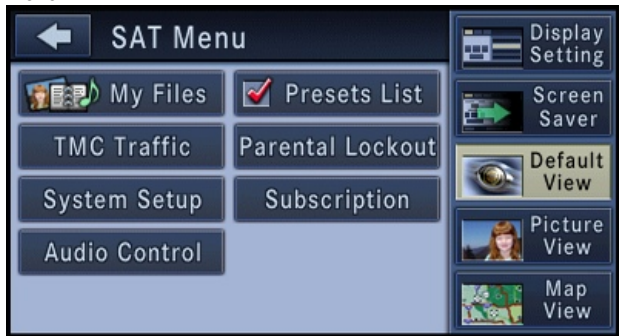 SAT Menu
My Files
Presets List
TMC Traffic
Parental Lockout
System Setup
Subscription
Audio Control
Display
Setting
Screen
Saver
Default
View
Picture
View
Map
View